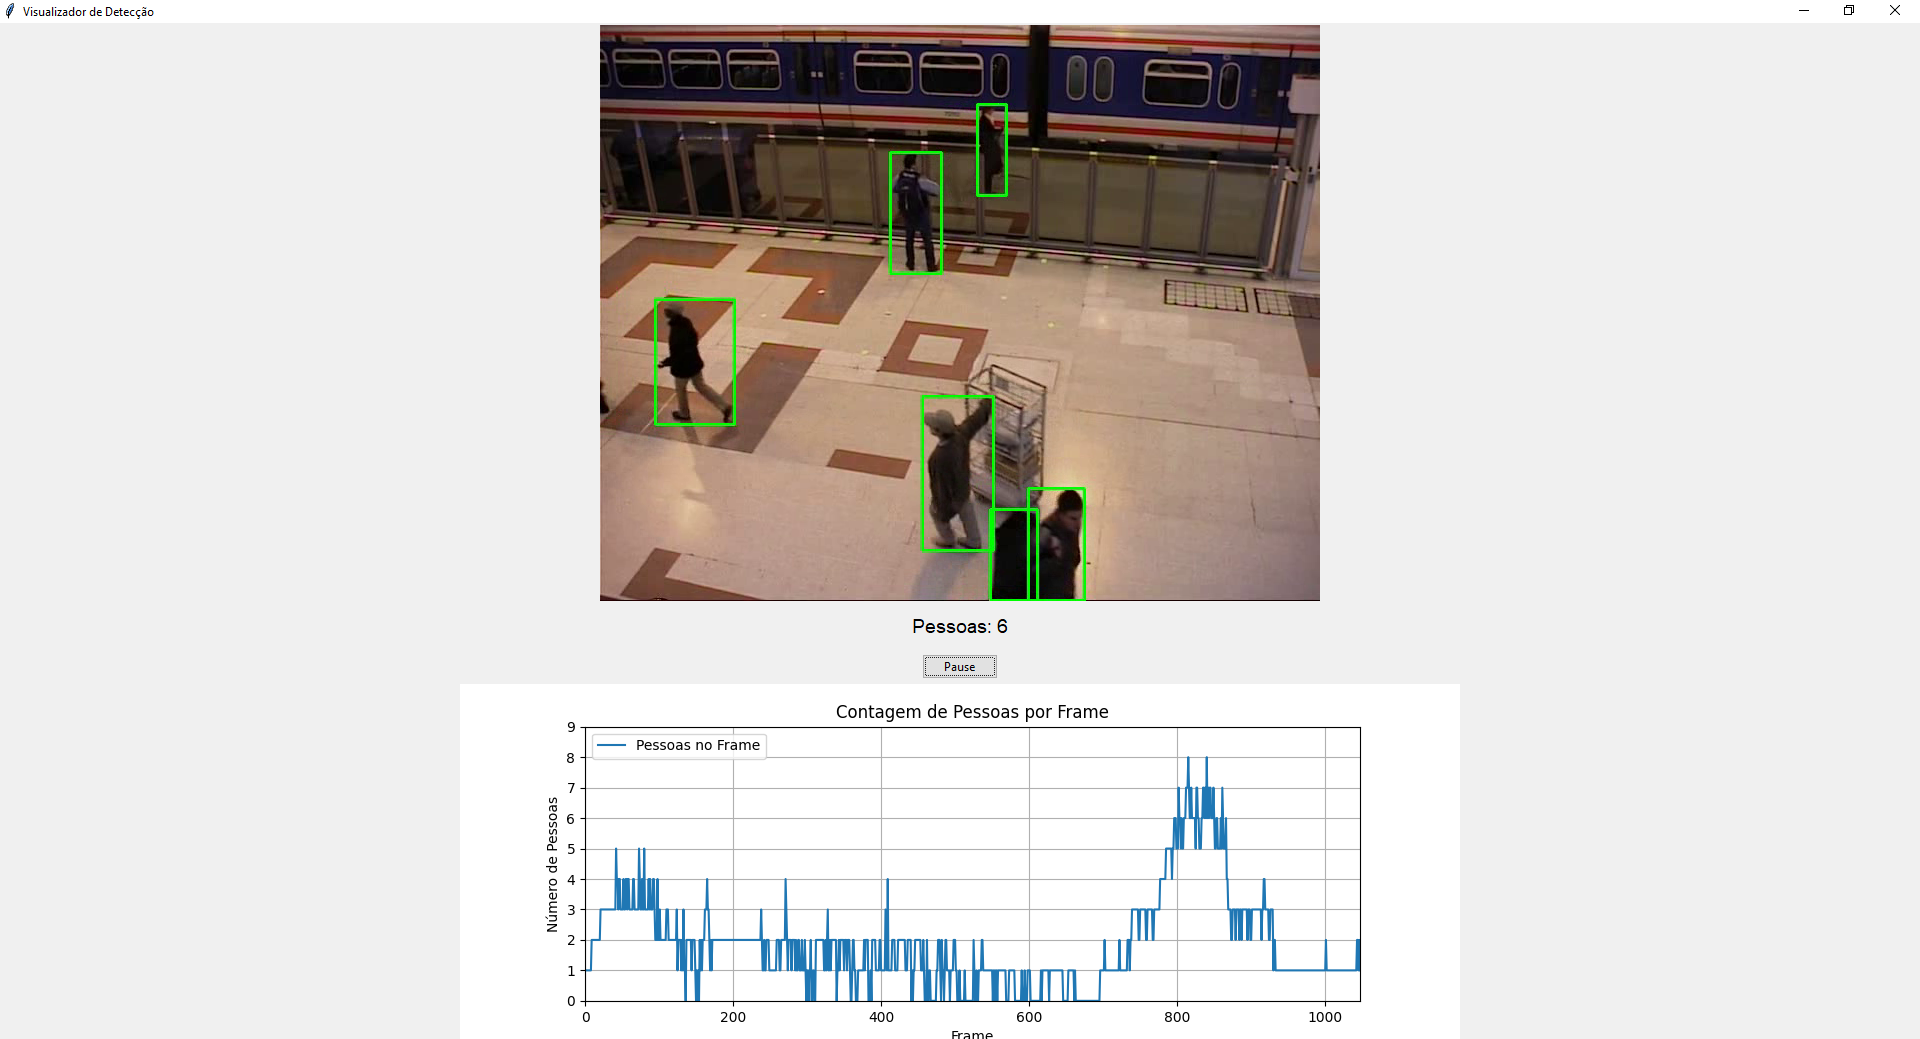 Visualizador de Detecção
Pessoas: 6
Pause
Contagem de Pessoas por Frame
Pessoas no Frame
Número de Pessoas
9
8
7
6
5
4
3
2
1
0
0 200 400 600 800 1000
Frame